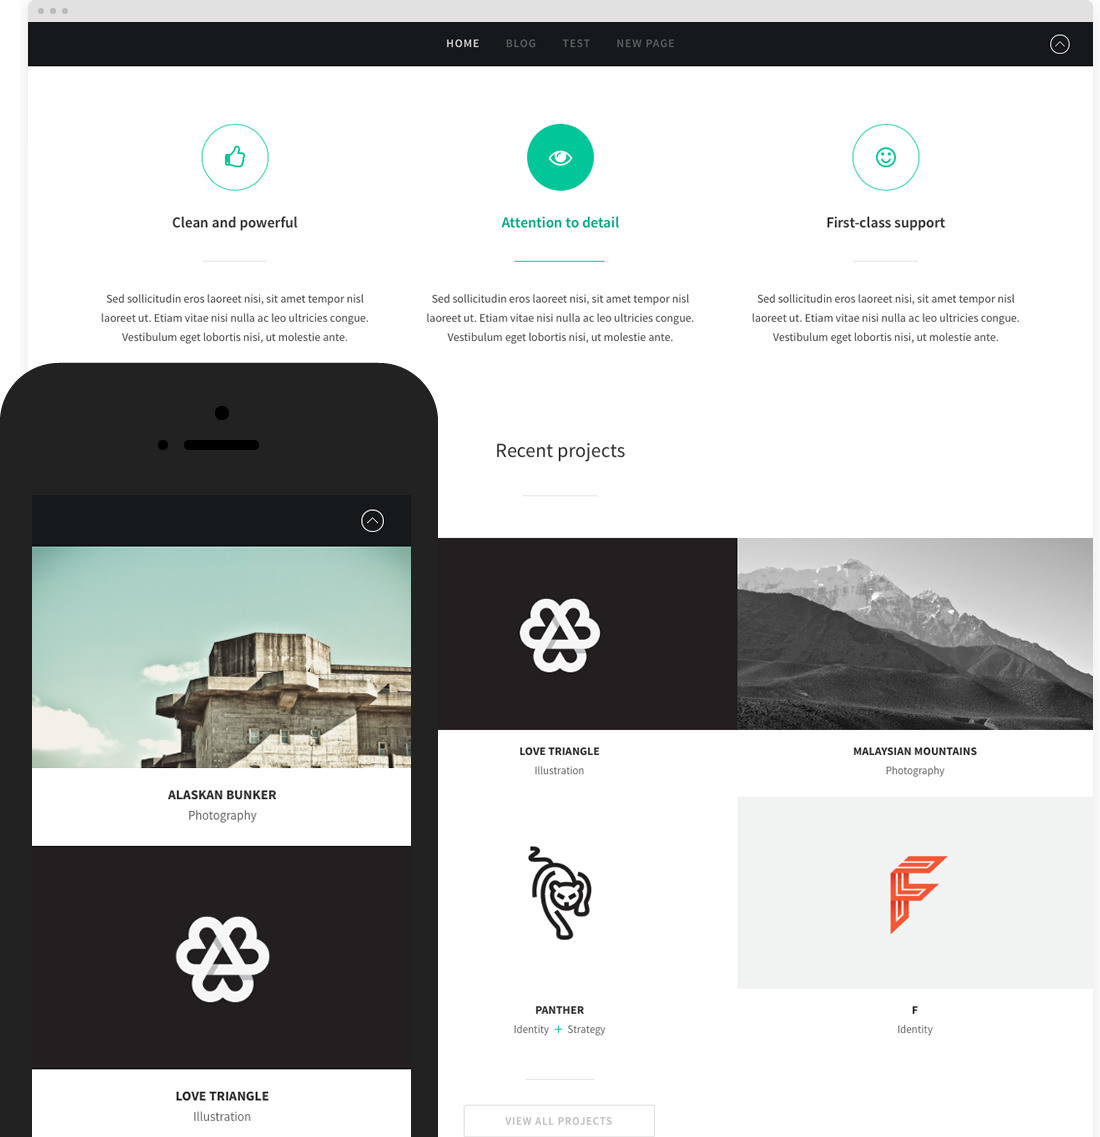 HOME BLOG TEST NEW PAGE
Clean and powerful
Sed sollicitudin eros laoreet nisi, sit amet tempor nisl
laoreet ut. Etiam vitae nisi nulla ac leo ultricies congue.
Vestibulum eget lobortis nisi, ut molestie ante.
Attention to detail
Sed sollicitudin eros laoreet nisi, sit amet tempor nisl
laoreet ut. Etiam vitae nisi nulla ac leo ultricies congue.
Vestibulum eget lobortis nisi, ut molestie ante.
First-class support
Sed sollicitudin eros laoreet nisi, sit amet tempor nisl
laoreet ut. Etiam vitae nisi nulla ac leo ultricies congue.
Vestibulum eget lobortis nisi, ut molestie ante.
Recent projects
LOVE TRIANGLE
Illustration
MALAYSIAN MOUNTAINS
Photography
PANTHER
Identity + Strategy
F
F
Identity
VIEW ALL PROJECTS
ALASKAN BUNKER
Photography
LOVE TRIANGLE
Illustration